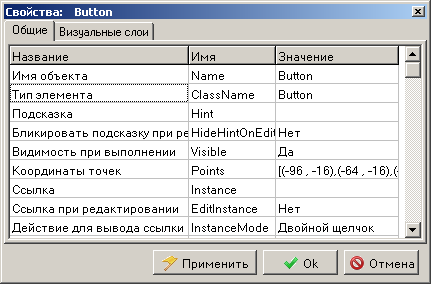 Свойства: Button
Общие Визуальные слои
Название Имя Значение
Имя объекта Name Button
Тип элемента ClassName Button
Подсказка Hint
Бликировать подсказку при ре HideHintOnEdit Нет
Видимость при выполнении Visible Да
Координаты точек Points [(-96 , -16),(-64 , -16),(-
Ссылка Instance
Ссылка при редактировании EditInstance Нет
Действие для вывода ссылки InstanceMode Двойной щелчок
Применить Ok Отмена